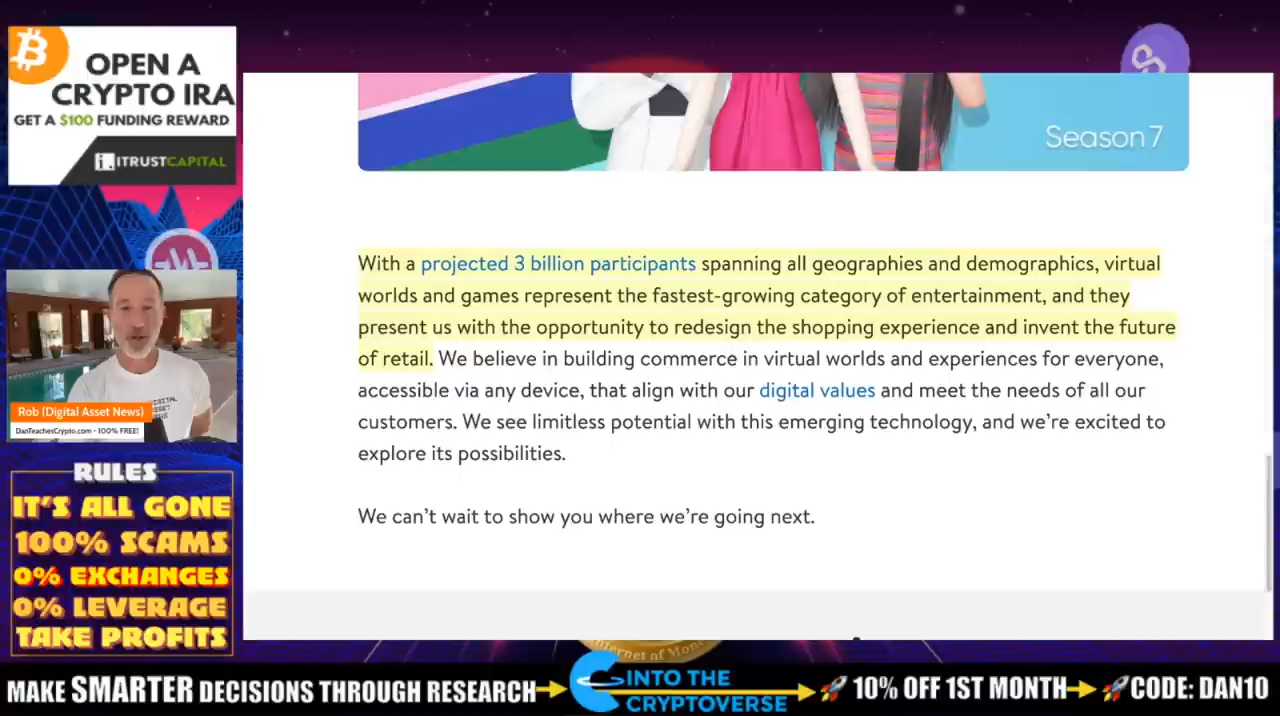 OPEN A
CRYPTO IRA
GET A $100 FUNDING REWARD
ITRUSTCAPITAL
Rob (Digital Asset News)
DanTeachesCrypto.com - 100% FREE!
RULES
IT'S ALL GONE
100% SCAMS
0% EXCHANGES
0% LEVERAGE
TAKE PROFITS
Season 7
With a projected 3 billion participants spanning all geographies and demographics, virtual
worlds and games represent the fastest-growing category of entertainment, and they
present us with the opportunity to redesign the shopping experience and invent the future
of retail. We believe in building commerce in virtual worlds and experiences for everyone,
accessible via any device, that align with our digital values and meet the needs of all our
customers. We see limitless potential with this emerging technology, and we're excited to
explore its possibilities.
We can't wait to show you where we're going next.
MAKE SMARTER DECISIONS THROUGH RESEARCH
INTO THE
CRYPTOVERSE
10% OFF 1ST MONTH
CODE: DAN10